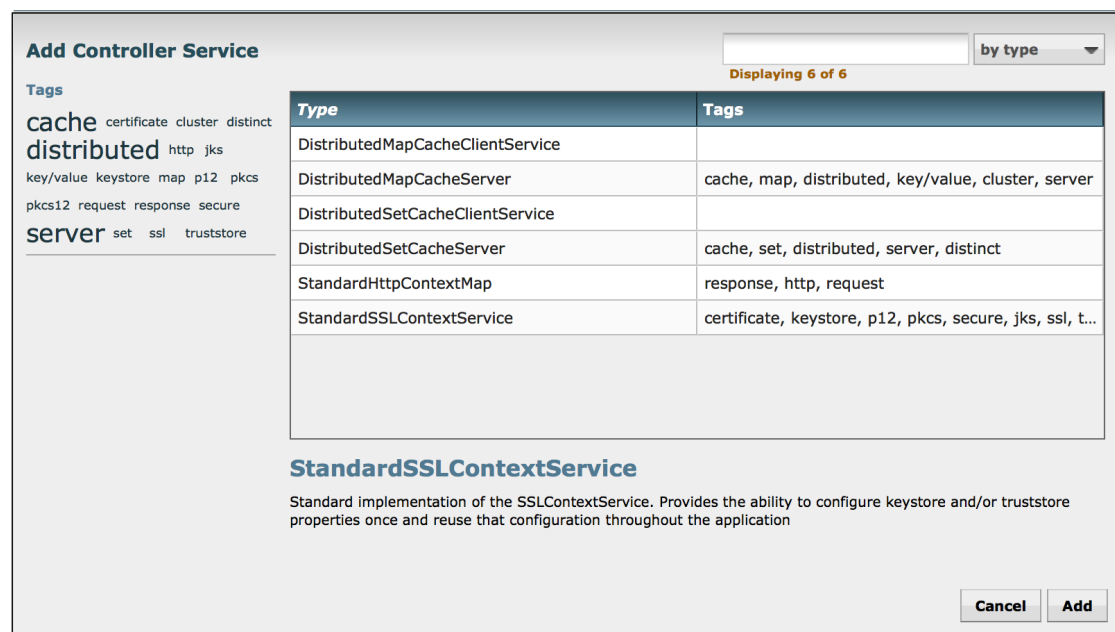 Add Controller Service
by type
Displaying 6 of 6
Tags
cache certificate cluster distinct
distributed http jks
key/value keystore map p12 pkcs
pkcs12 request response secure
server set ssl truststore
Type Tags
DistributedMapCacheClientService
DistributedMapCacheServer cache, map, distributed, key/value, cluster, server
DistributedSetCacheClientService
DistributedSetCacheServer cache, set, distributed, server, distinct
StandardHttpContextMap response, http, request
StandardSSLContextService certificate, keystore, p12, pkcs, secure, jks, ssl, t...
StandardSSLContextService
Standard implementation of the SSLContextService. Provides the ability to configure keystore and/or truststore
properties once and reuse that configuration throughout the application
Cancel Add